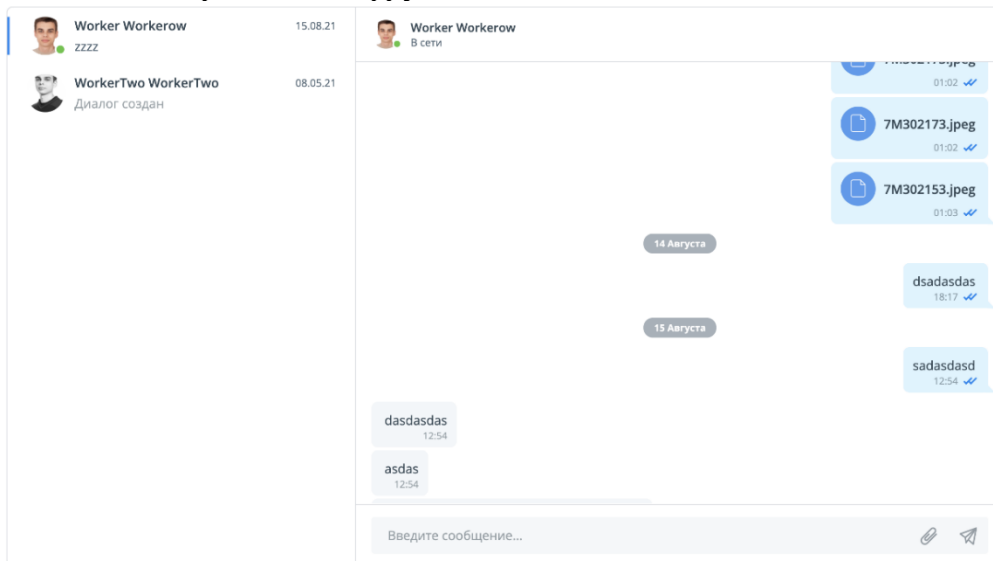 Worker Workerow
15.08.21
zzzz
WorkerTwo WorkerTwo
08.05.21
Диалог создан
Worker Workerow
В сети
01:02
7M302173.jpeg
01:02
7M302153.jpeg
01:03
14 Августа
dsadasdas
18:17
15 Августа
sadasdasd
12:54
dasdasdas
12:54
asdas
12:54
Введите сообщение...